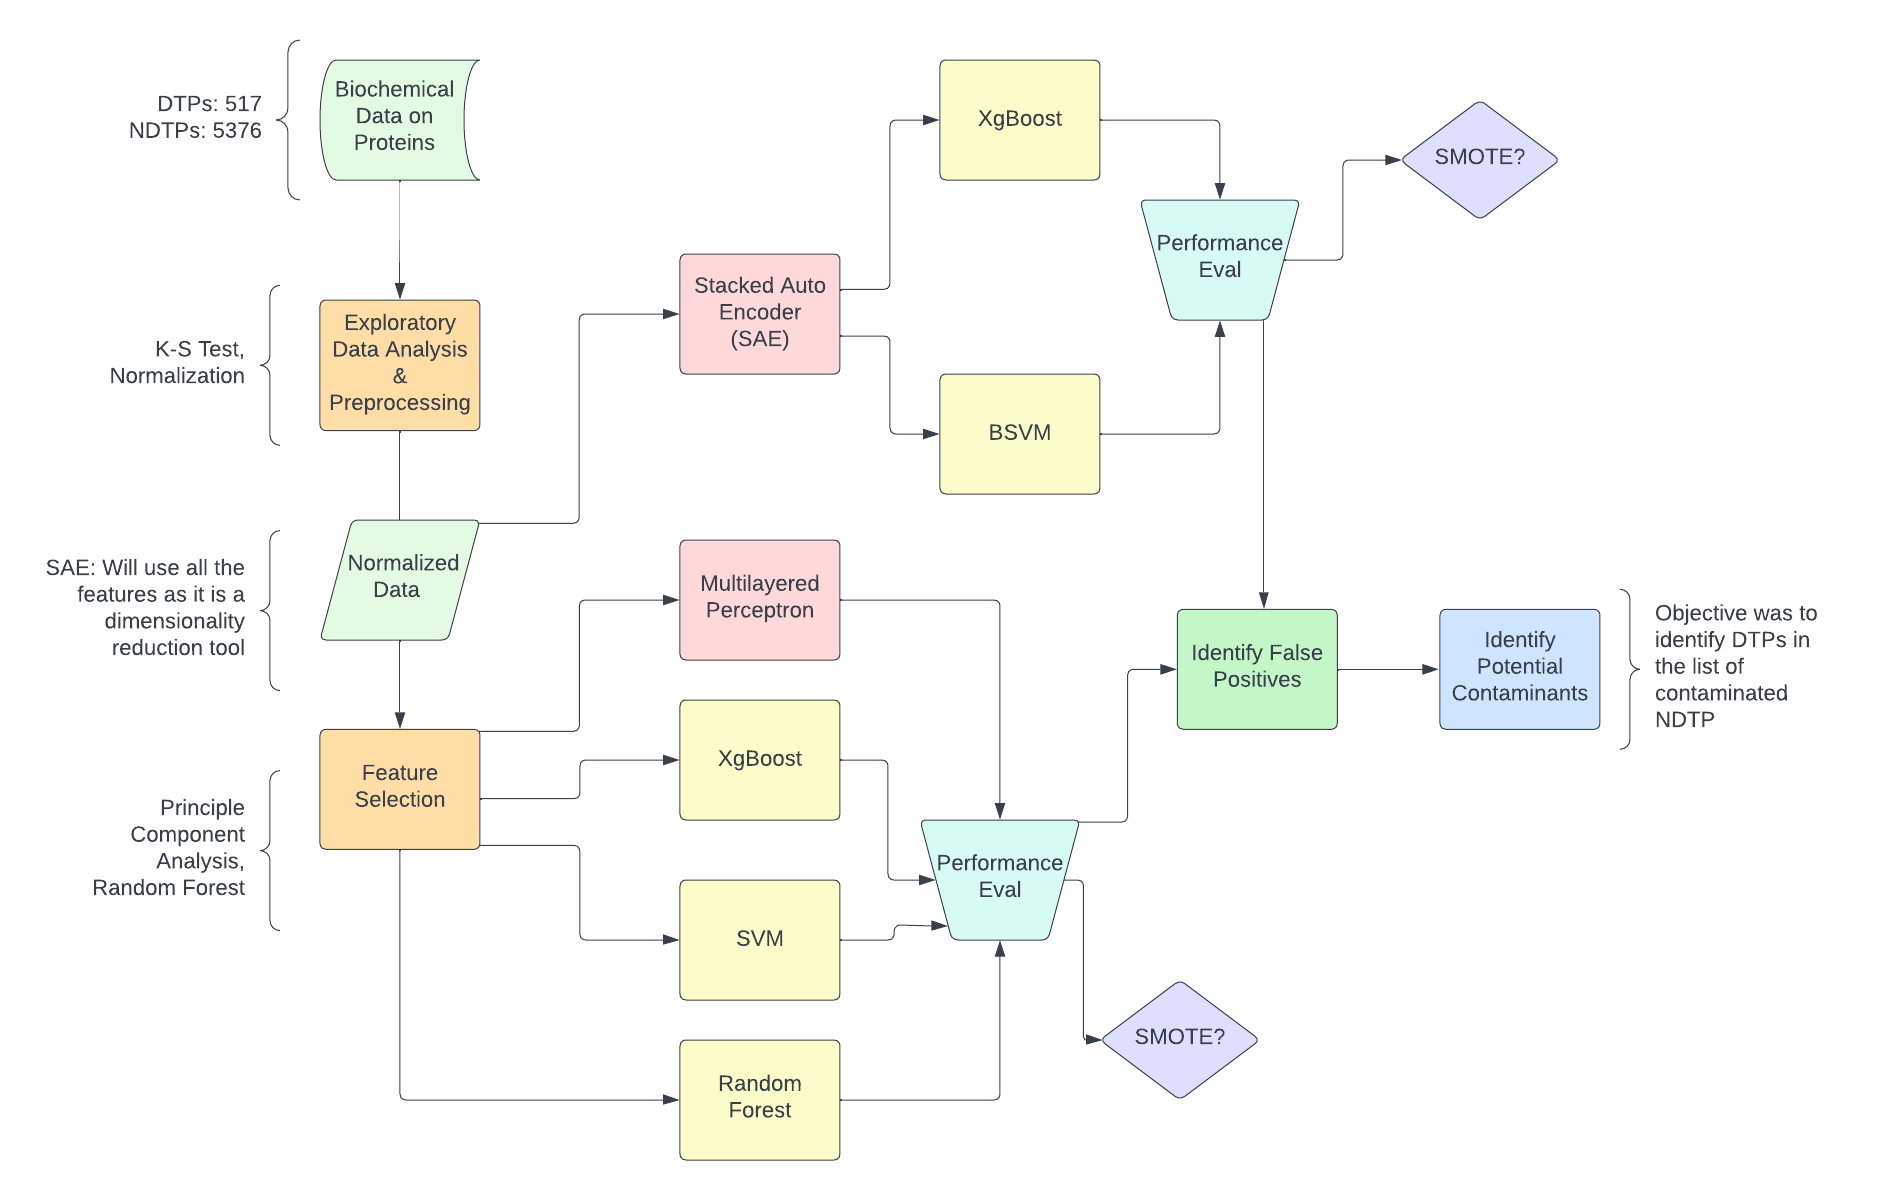 DTPs: 517
NDTPs: 5376
Biochemical
Data on
Proteins
K-S Test,
Normalization
Exploratory
Data Analysis
&
Preprocessing
SAE: Will use all the
features as it is a
dimensionality
reduction tool
Normalized
Data
Principle
Component
Analysis,
Random Forest
Feature
Selection
Stacked Auto
Encoder
(SAE)
XgBoost
BSVM
Performance
Eval
SMOTE?
Multilayered
Perceptron
XgBoost
SVM
Random
Forest
Performance
Eval
SMOTE?
Identify False
Positives
Identify
Potential
Contaminants
Objective was to
identify DTPs in
the list of
contaminated
NDTP